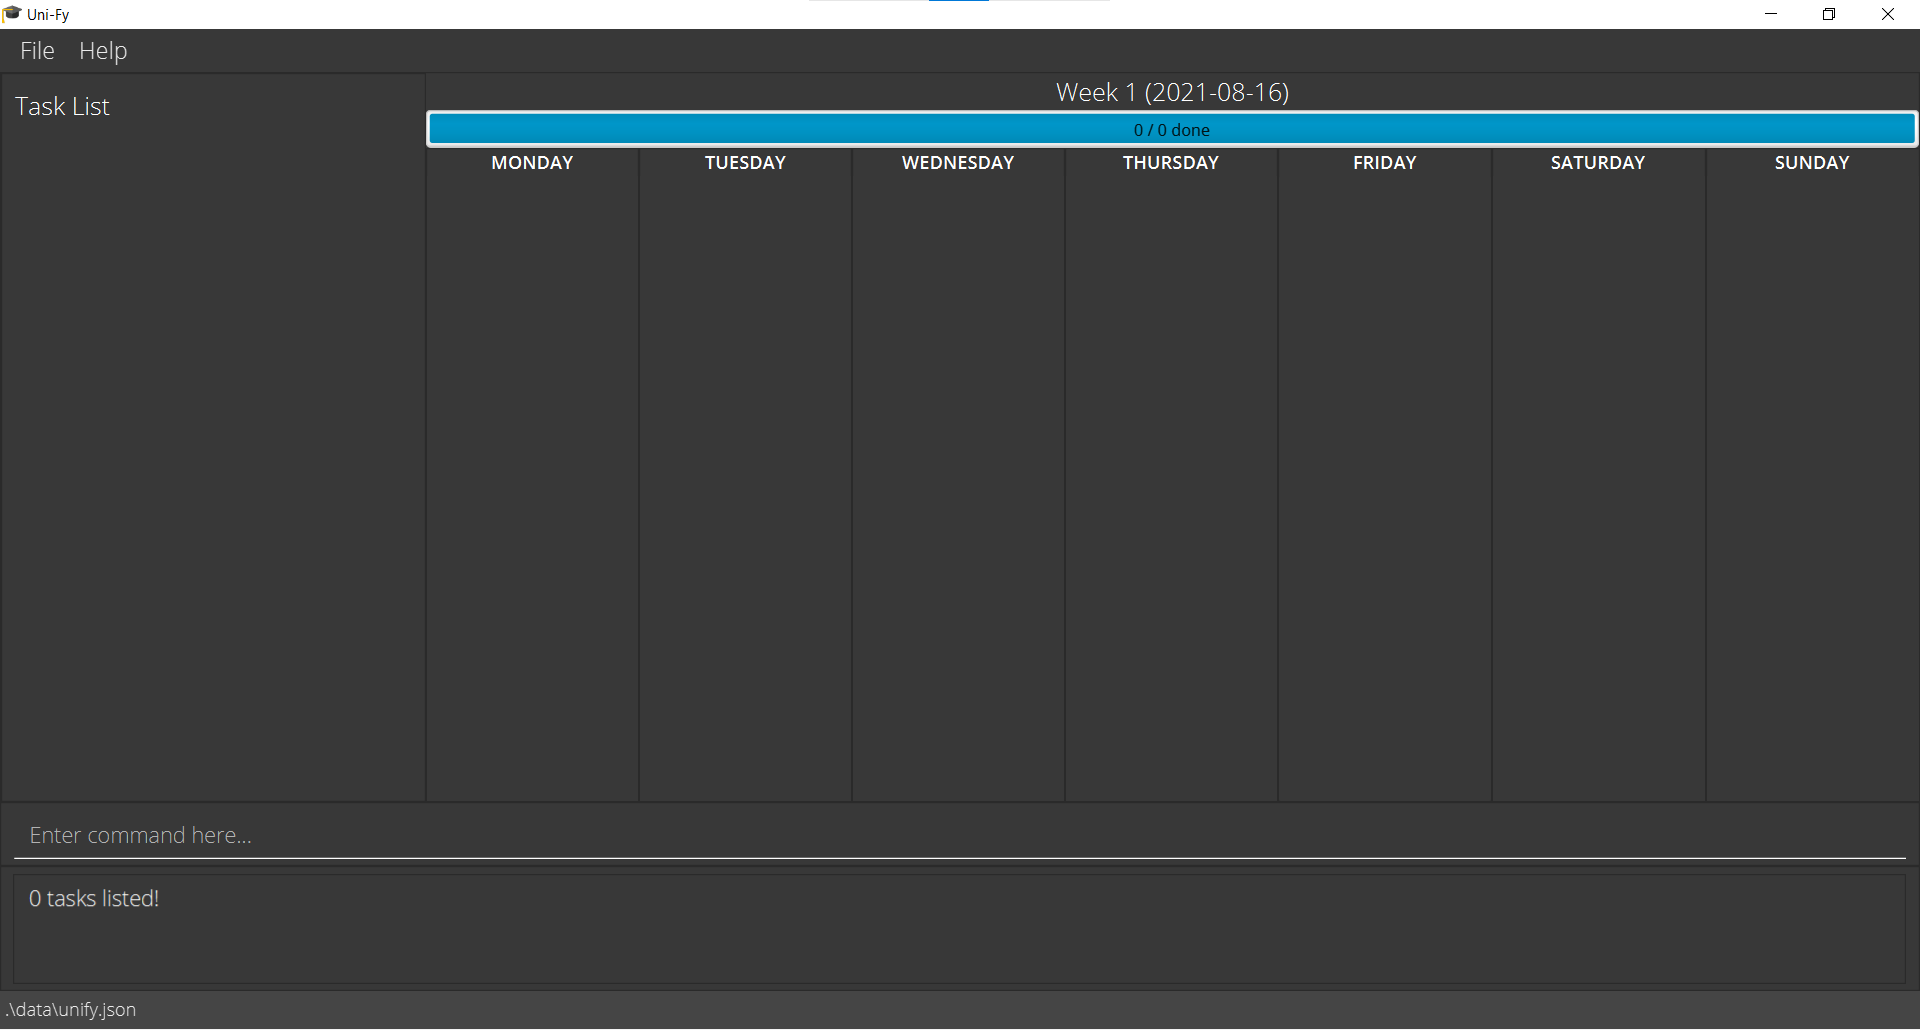 Uni-Fy
File Help
Task List
Week 1 (2021-08-16)
0 / 0 done
MONDAY TUESDAY WEDNESDAY THURSDAY FRIDAY SATURDAY SUNDAY
Enter command here...
0 tasks listed!
.\data\unify.json